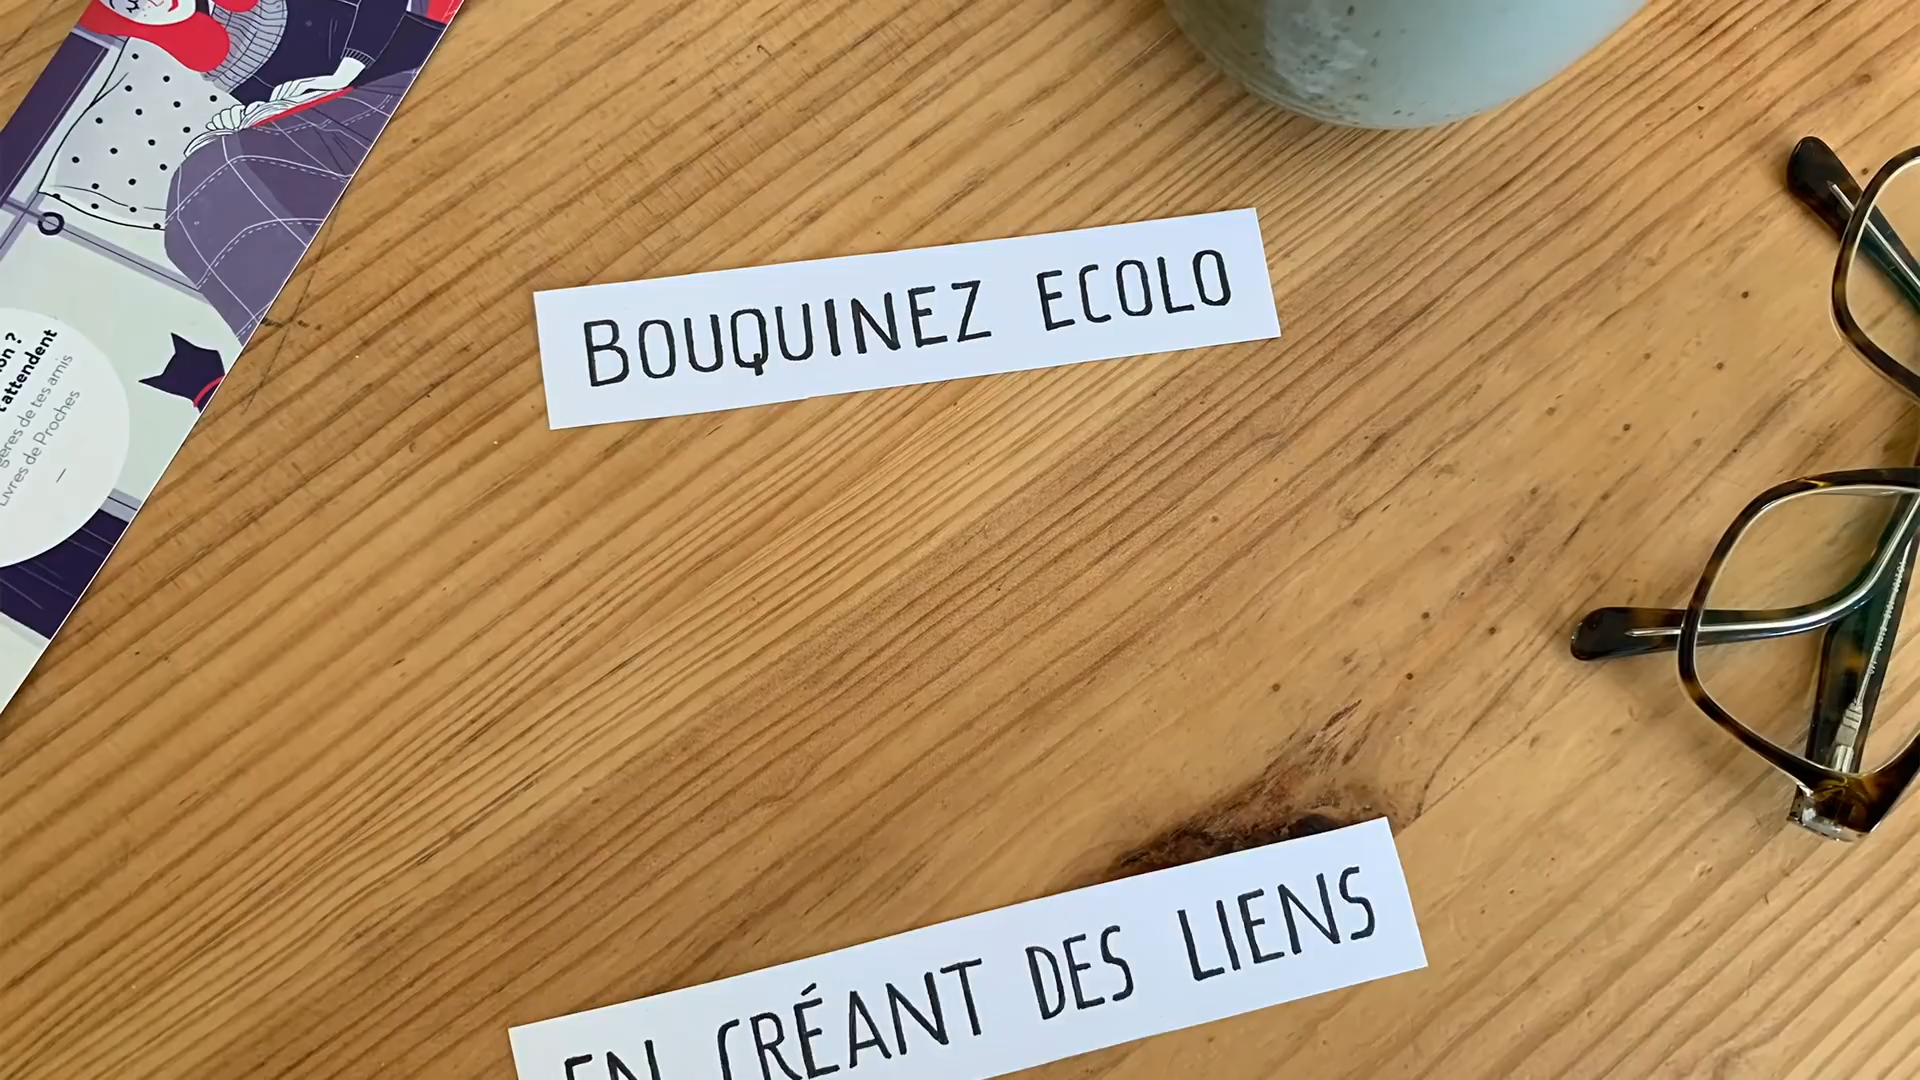 BOUQUINEZ ECOLO
EN CRÉANT DES LIENS
t'attendent
de tes amis
Livres de Proches